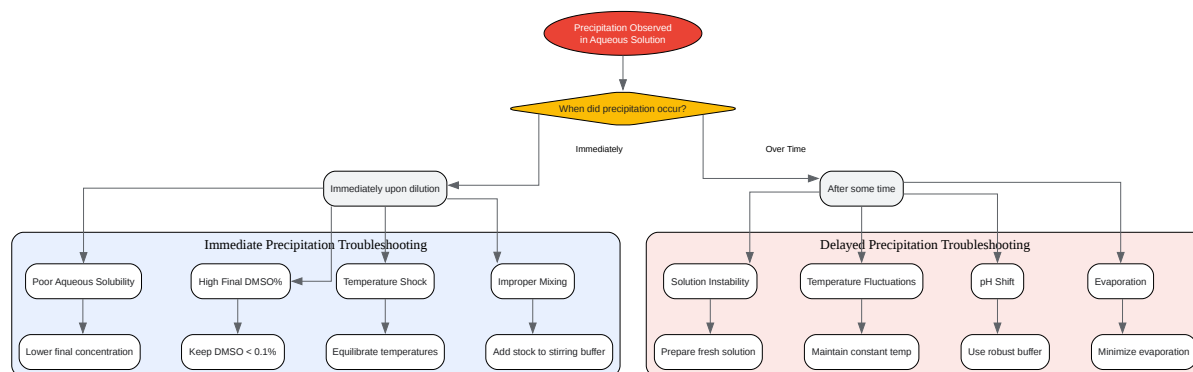 Precipitation Observed
in Aqueous Solution
When did precipitation occur?
Immediately
Over Time
Immediately upon dilution
After some time
Immediate Precipitation Troubleshooting
Delayed Precipitation Troubleshooting
Poor Aqueous Solubility
High Final DMSO%
Temperature Shock
Improper Mixing
Solution Instability
Temperature Fluctuations
pH Shift
Evaporation
Lower final concentration
Keep DMSO < 0.1%
Equilibrate temperatures
Add stock to stirring buffer
Prepare fresh solution
Maintain constant temp
Use robust buffer
Minimize evaporation